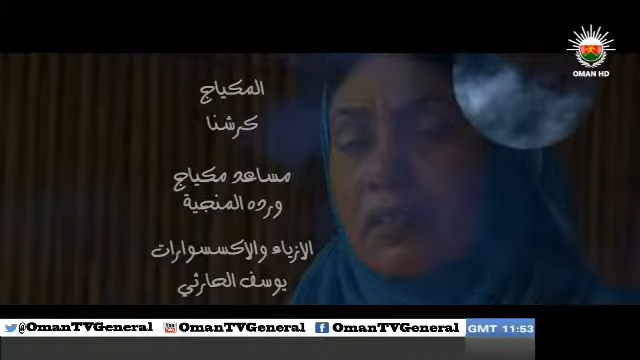 OMAN HD
المكياج
كرشنا
مساعد مكياج
ورده المنجية
الازياء والاكسسوارات
يوسف الحارثي
@OmanTVGeneral
OmanTVGeneral
OmanTVGeneral
GMT 11:53